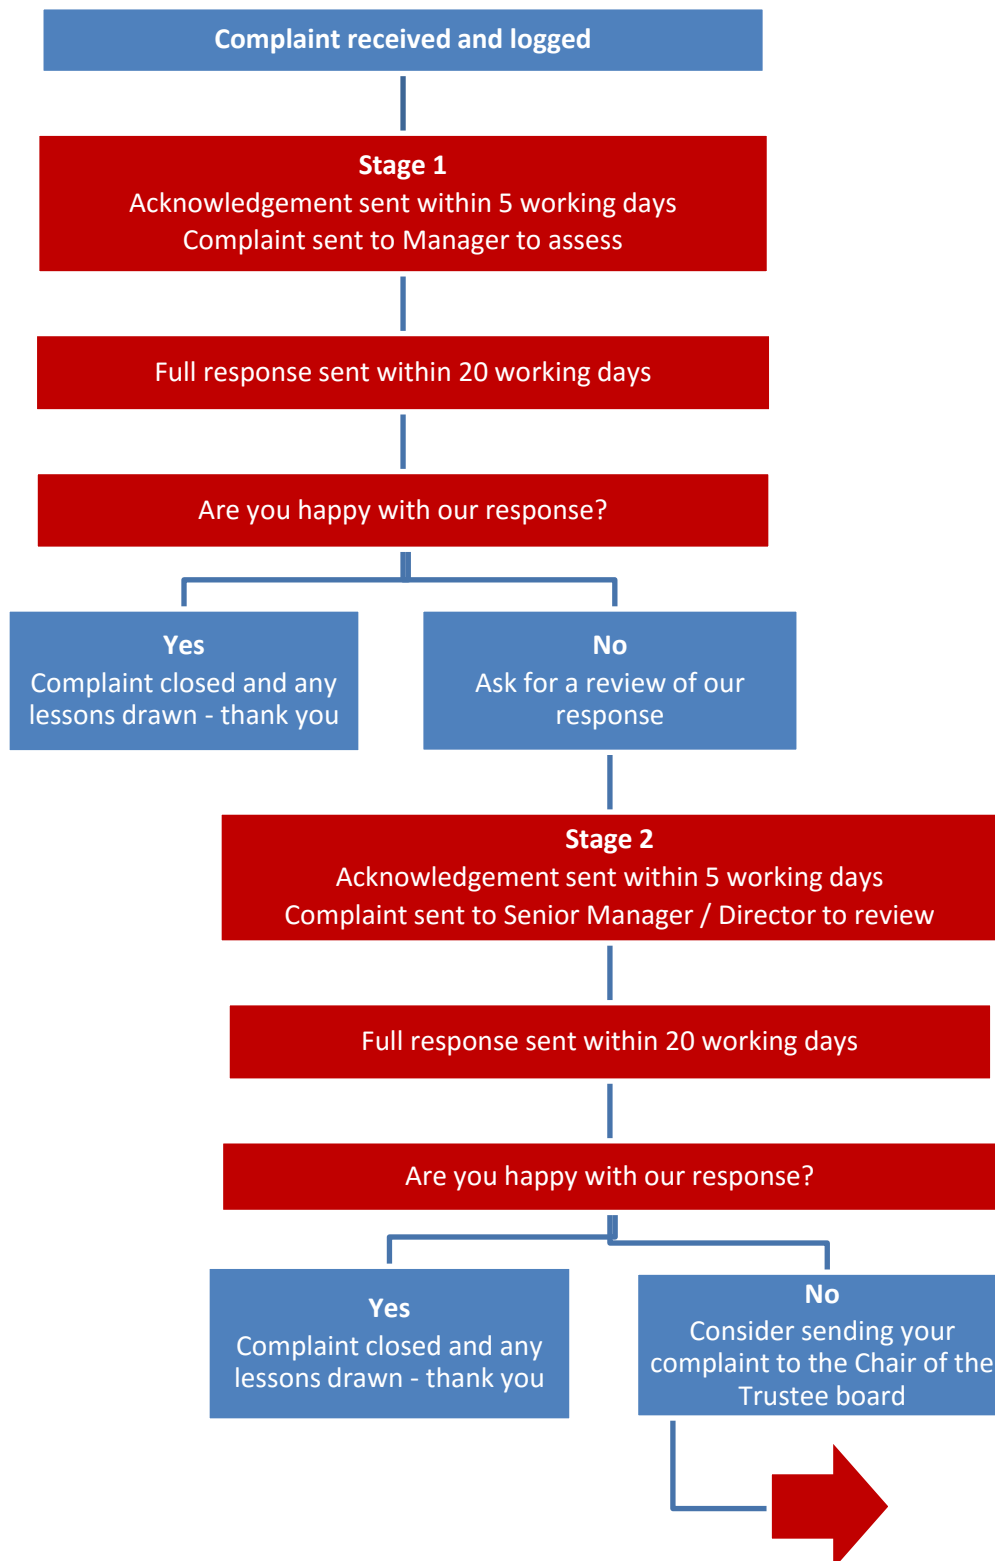 Complaint received and logged
Stage 1
Acknowledgement sent within 5 working days
Complaint sent to Manager to assess
Full response sent within 20 working days
Are you happy with our response?
Yes
Complaint closed and any
lessons drawn - thank you
No
Ask for a review of our
response
Stage 2
Acknowledgement sent within 5 working days
Complaint sent to Senior Manager / Director to review
Full response sent within 20 working days
Are you happy with our response?
Yes
Complaint closed and any
lessons drawn - thank you
No
Consider sending your
complaint to the Chair of the
Trustee board